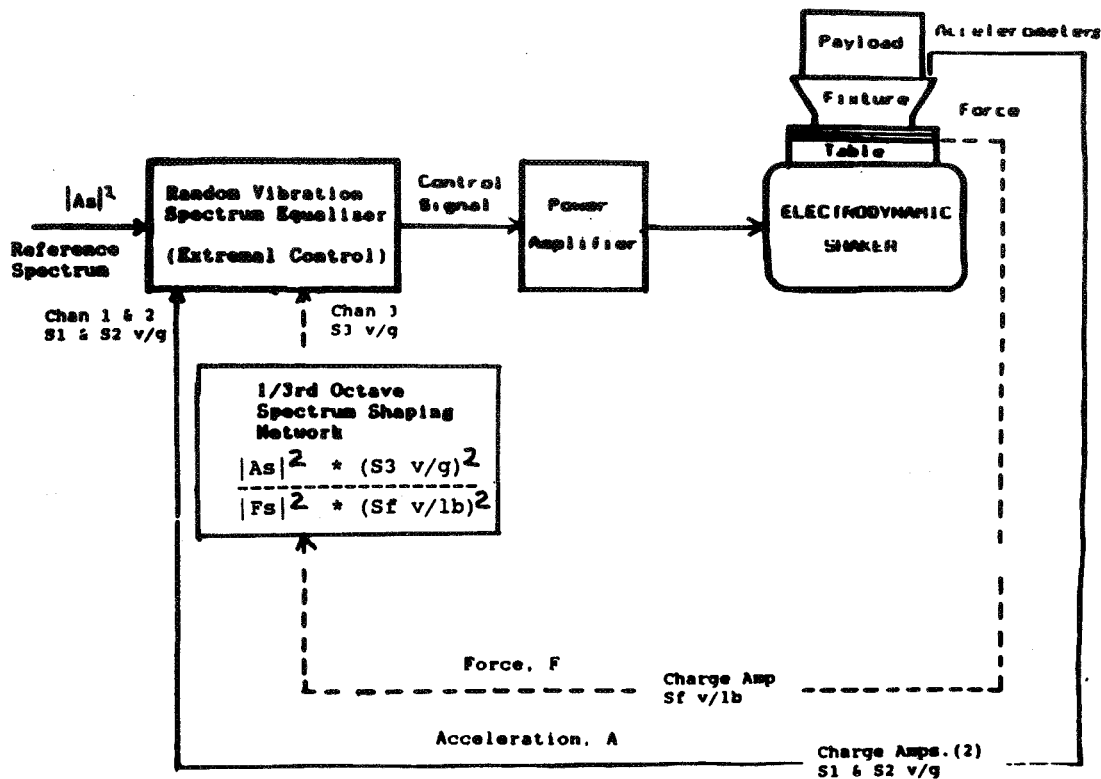 Payload
Accelerometers
Fixture
Force
Table
|As|²
Reference
Spectrum
Random Vibration
Spectrum Equaliser
(Extremal Control)
Control
Signal
Power
Amplifier
ELECTRODYNAMIC
SHAKER
Chan 1 & 2
S1 & S2 v/g
Chan 3
S3 v/g
1/3rd Octave
Spectrum Shaping
Network
|As|² * (S3 v/g)²
|Fs|² * (Sf v/lb)²
Force, F
Charge Amp
Sf v/lb
Acceleration, A
Charge Amps.(2)
S1 & S2 v/g